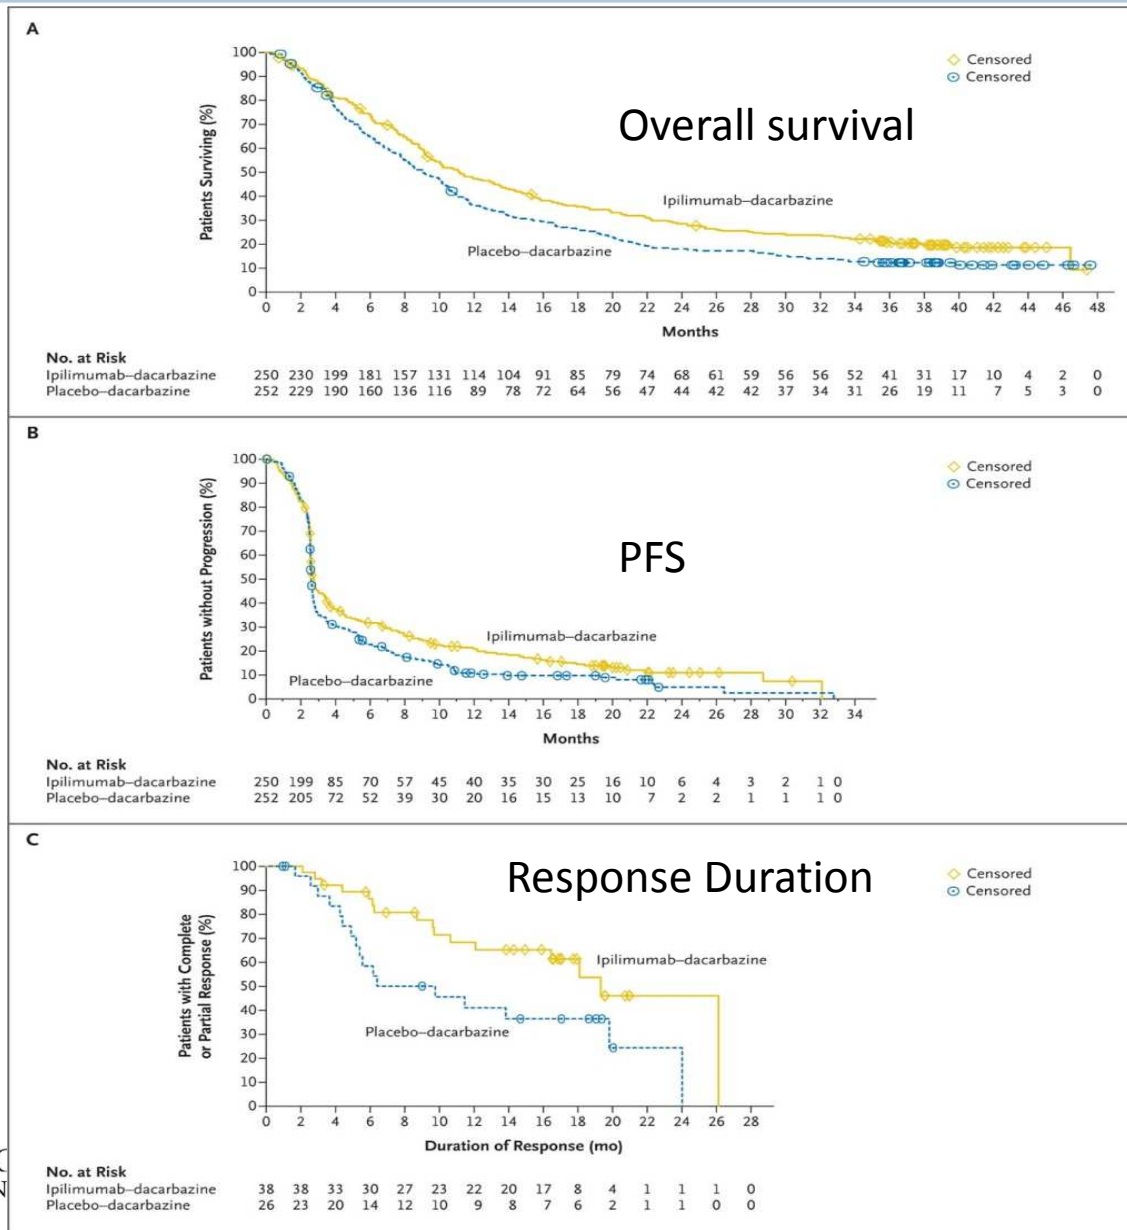 A
100
90
80
70
60
50
40
30
20
10
0
Patients Surviving (%)
Censored
Censored
Overall survival
Ipilimumab–dacarbazine
Placebo–dacarbazine
0 2 4 6 8 10 12 14 16 18 20 22 24 26 28 30 32 34 36 38 40 42 44 46 48
Months
No. at Risk
Ipilimumab–dacarbazine 250 230 199 181 157 131 114 104 91 85 79 74 68 61 59 56 56 52 41 31 17 10 4 2 0
Placebo–dacarbazine 252 229 190 160 136 116 89 78 72 64 56 47 44 42 42 37 34 31 26 19 11 7 5 3 0
B
100
90
80
70
60
50
40
30
20
10
0
Patients without Progression (%)
Censored
Censored
PFS
Ipilimumab–dacarbazine
Placebo–dacarbazine
0 2 4 6 8 10 12 14 16 18 20 22 24 26 28 30 32 34
Months
No. at Risk
Ipilimumab–dacarbazine 250 199 85 70 57 45 40 35 30 25 16 10 6 4 3 2 1 0
Placebo–dacarbazine 252 205 72 52 39 30 20 16 15 13 10 7 2 2 1 1 1 0
C
100
90
80
70
60
50
40
30
20
10
0
Patients with Complete
or Partial Response (%)
Response Duration
Censored
Censored
Ipilimumab–dacarbazine
Placebo–dacarbazine
0 2 4 6 8 10 12 14 16 18 20 22 24 26 28
Duration of Response (mo)
No. at Risk
Ipilimumab–dacarbazine 38 38 33 30 27 23 22 20 17 8 4 1 1 1 0
Placebo–dacarbazine 26 23 20 14 12 10 9 8 7 6 2 1 1 0 0